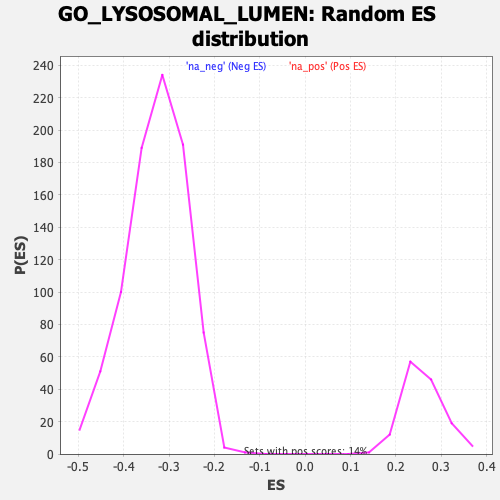 GO_LYSOSOMAL_LUMEN: Random ES
distribution
'na_neg' (Neg ES) 'na_pos' (Pos ES)
P(ES)
240
220
200
180
160
140
120
100
80
60
40
20
0
Sets with pos scores: 14%
-0.5 -0.4 -0.3 -0.2 -0.1 0.0 0.1 0.2 0.3 0.4
ES